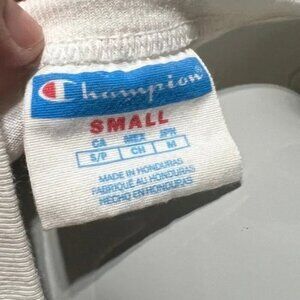 Champion
SMALL
CA MEX JPN
S/P CH M
MADE IN HONDURAS
FABRIQUÉ AU HONDURAS
HECHO EN HONDURAS